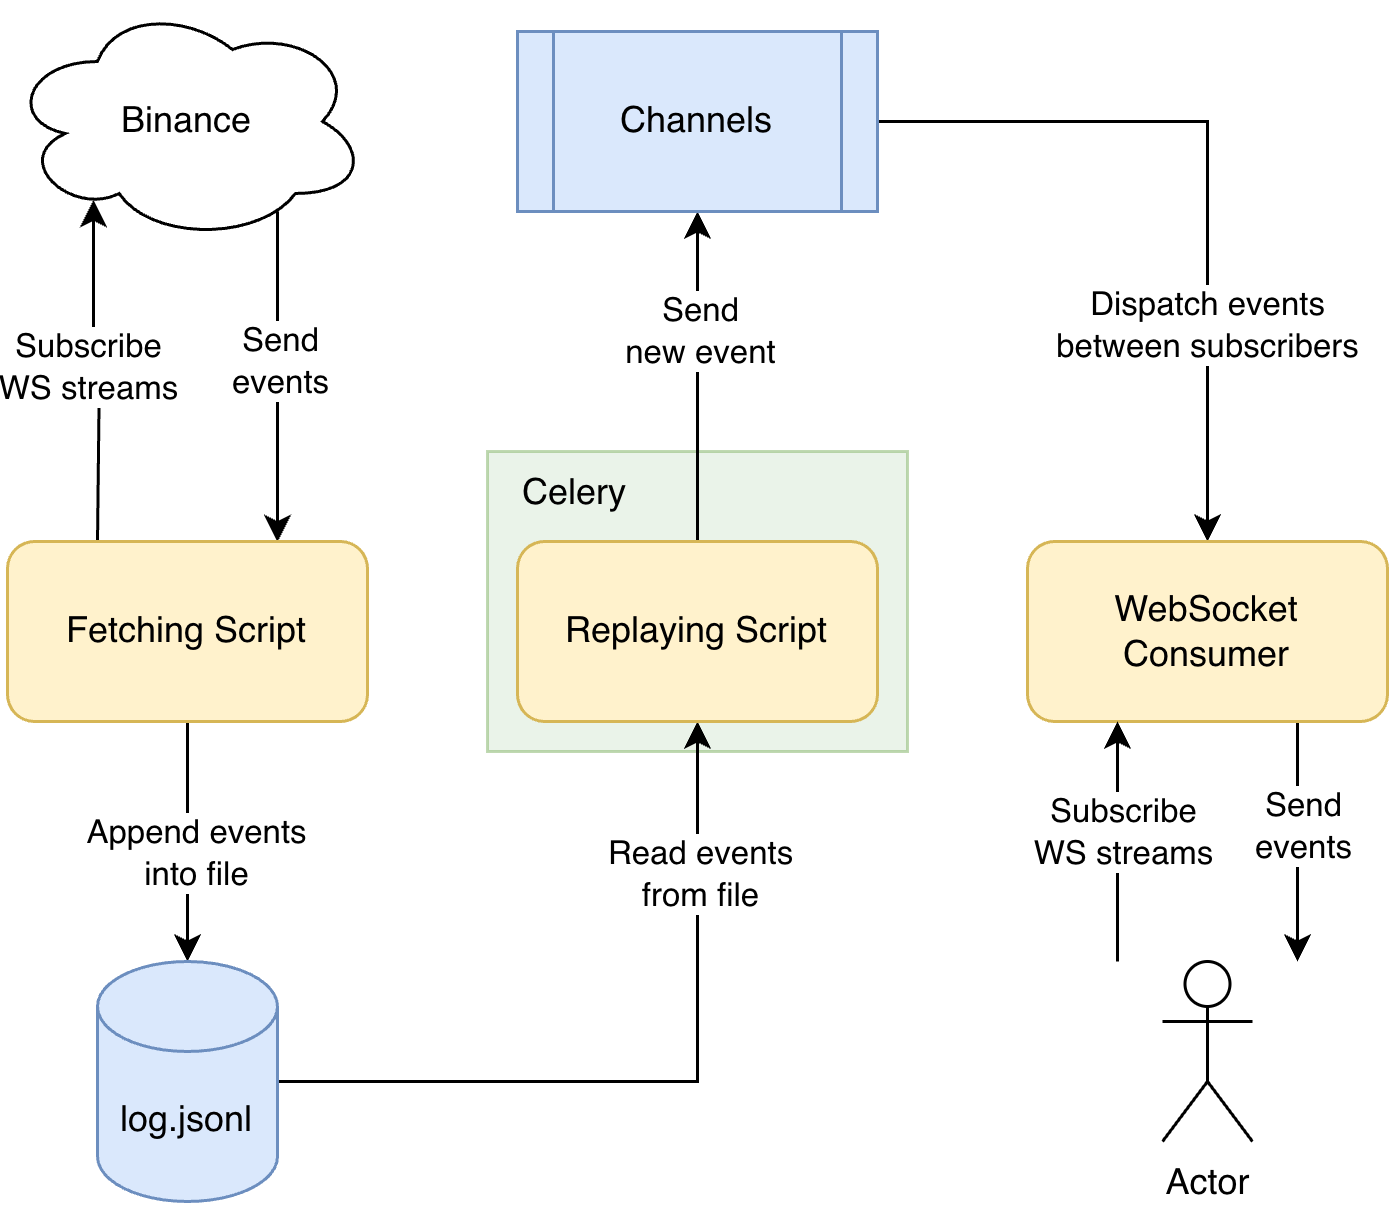 Binance
Channels
Subscribe
WS streams
Send
events
Send
new event
Dispatch events
between subscribers
Celery
Fetching Script
Replaying Script
WebSocket
Consumer
Append events
into file
Read events
from file
Subscribe
WS streams
Send
events
log.jsonl
Actor